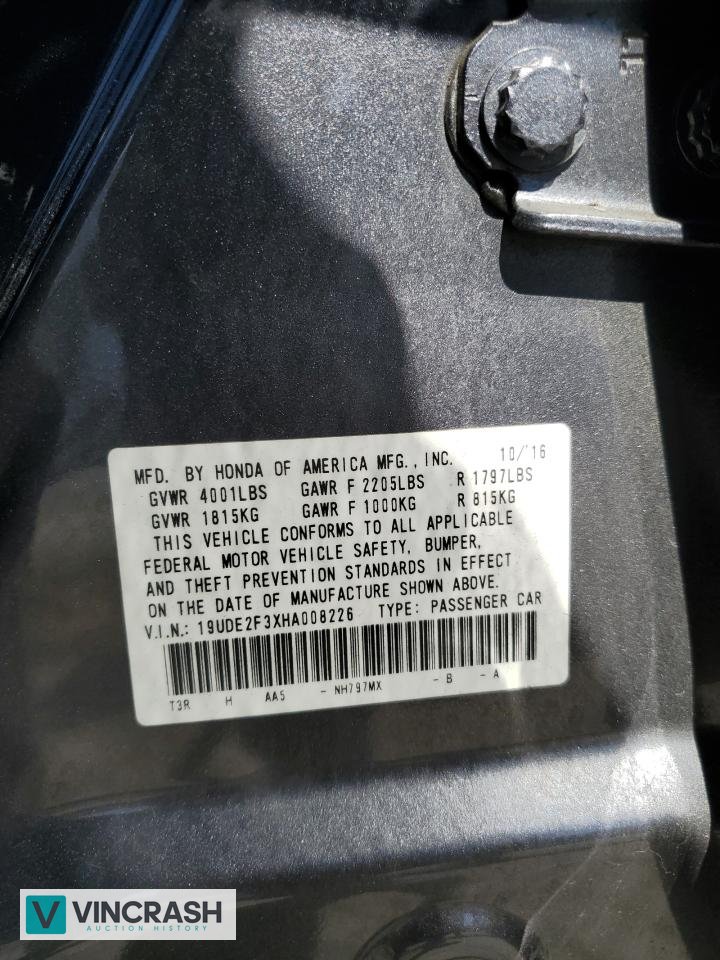 11
MFD. BY HONDA OF AMERICA MFG., INC. 10/'16
GVWR 4001LBS GAWR F 2205LBS R 1797LBS
GVWR 1815KG GAWR F 1000KG R 815KG
THIS VEHICLE CONFORMS TO ALL APPLICABLE
FEDERAL MOTOR VEHICLE SAFETY, BUMPER,
AND THEFT PREVENTION STANDARDS IN EFFECT
ON THE DATE OF MANUFACTURE SHOWN ABOVE.
V.I.N.: 19UDE2F3XHA008226 TYPE: PASSENGER CAR
T3R H AA5 - NH797MX - B - A
V VINCRASH
AUCTION HISTORY